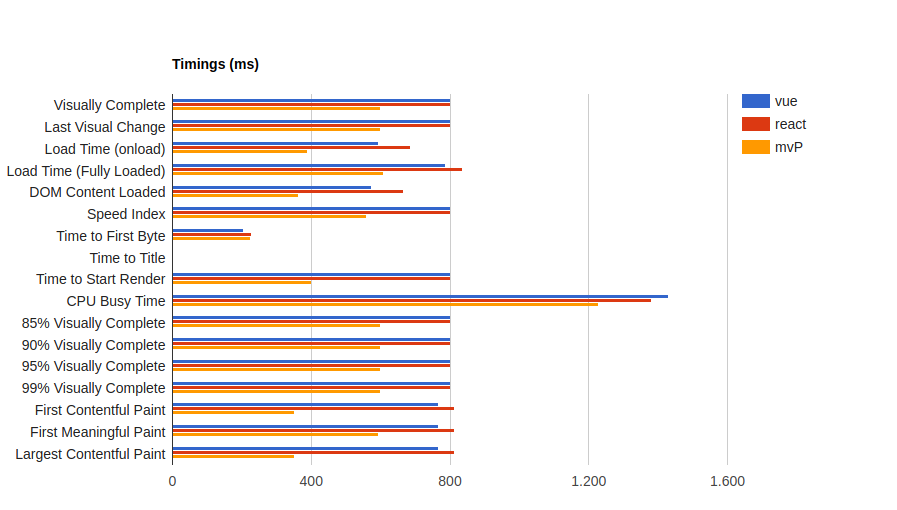 Timings (ms)
Visually Complete
Last Visual Change
Load Time (onload)
Load Time (Fully Loaded)
DOM Content Loaded
Speed Index
Time to First Byte
Time to Title
Time to Start Render
CPU Busy Time
85% Visually Complete
90% Visually Complete
95% Visually Complete
99% Visually Complete
First Contentful Paint
First Meaningful Paint
Largest Contentful Paint
0 400 800 1.200 1.600
vue
react
mvP